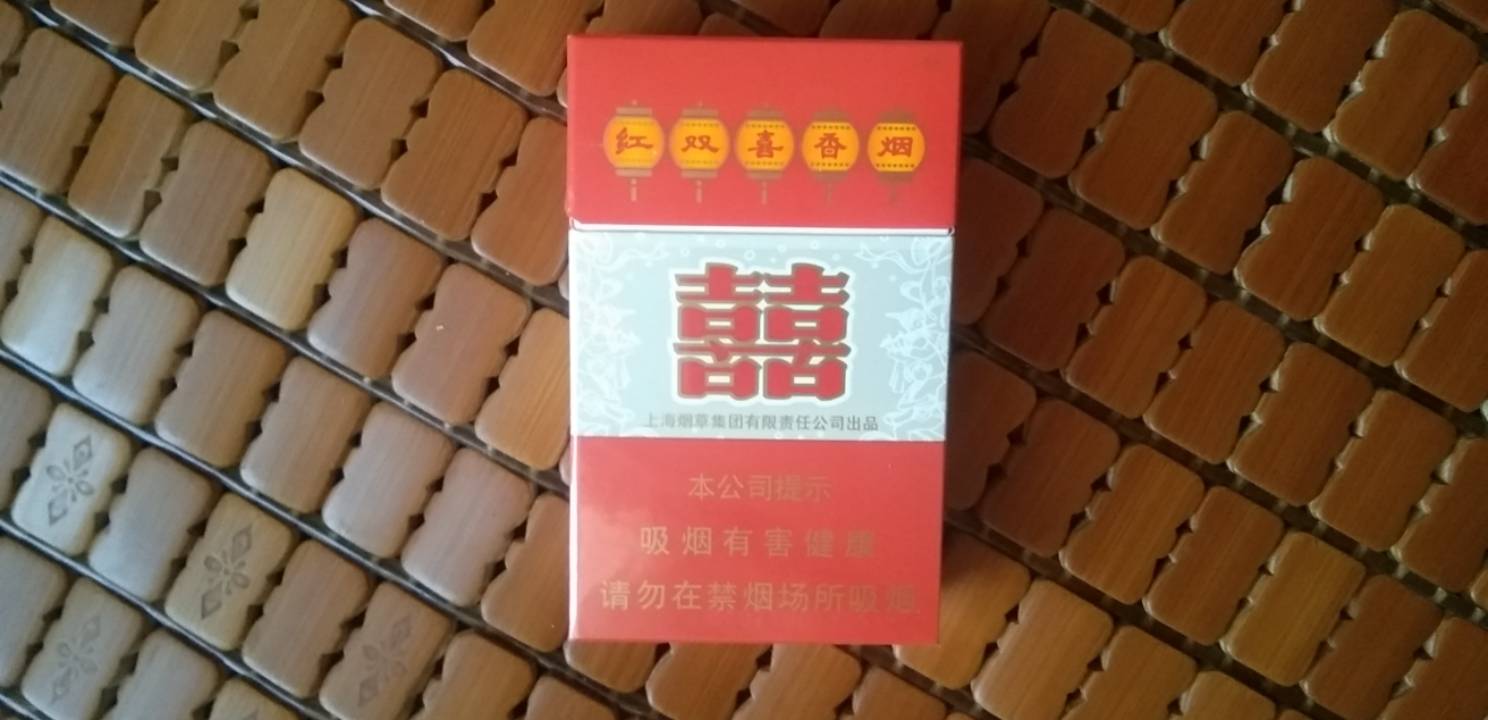 红双喜香烟
囍
上海烟草集团有限责任公司出品
本公司提示
吸烟有害健康
请勿在禁烟场所吸烟